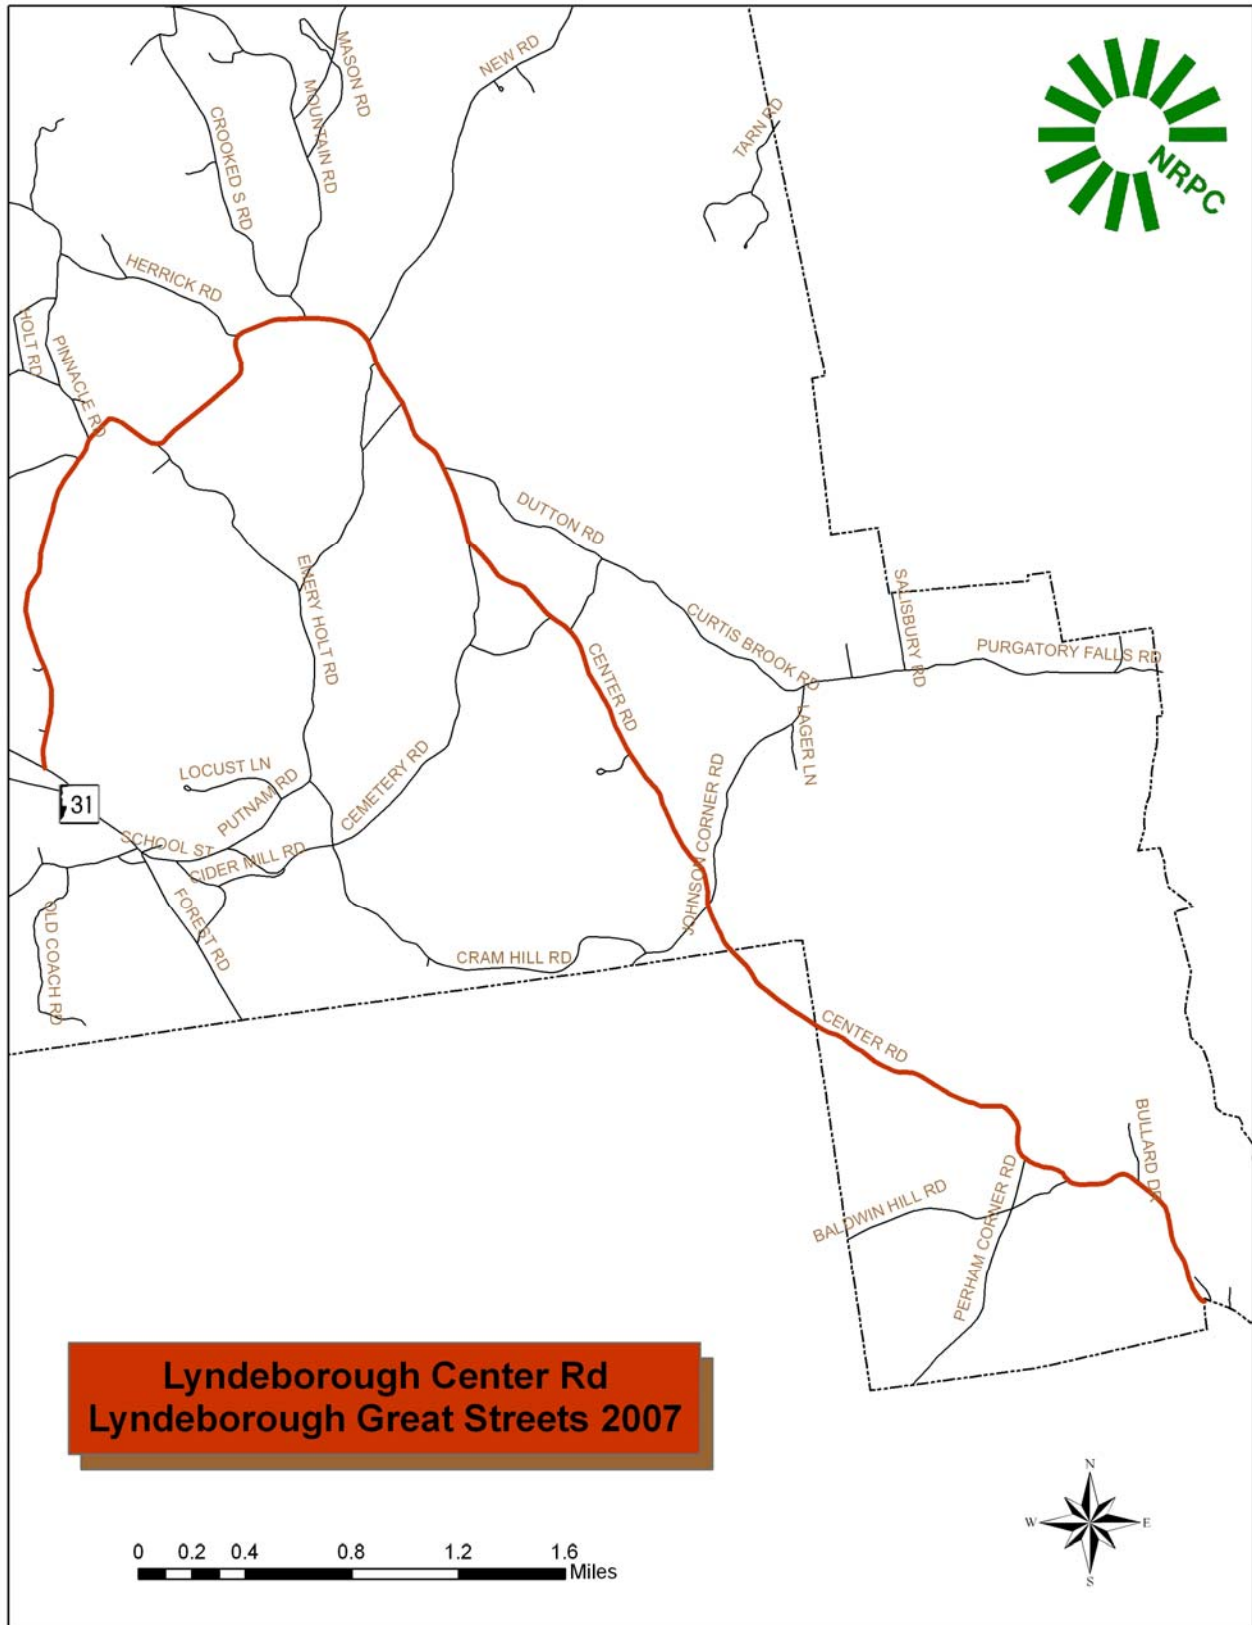 MASON RD
NEW RD
MOUNTAIN RD
CROOKED S RD
TARN RD
NRPC
HERRICK RD
HOLT RD
PINNACLE RD
DUTTON RD
EMERY HOLT RD
SALISBURY RD
CURTIS BROOK RD
PURGATORY FALLS RD
CENTER RD
LAGER LN
LOCUST LN
PUTNAM RD
CEMETERY RD
JOHNSON CORNER RD
31
SCHOOL ST
CIDER MILL RD
FOREST RD
OLD COACH RD
CRAM HILL RD
CENTER RD
BULLARD DR
BALDWIN HILL RD
PERHAM CORNER RD
Lyndeborough Center Rd
Lyndeborough Great Streets 2007
N
W E
S
0 0.2 0.4 0.8 1.2 1.6
Miles